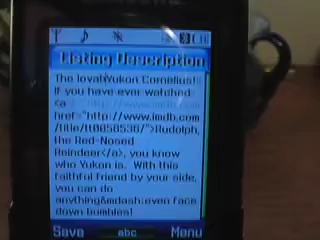 Listing Description
The lovahYukon Cornelius!
If you have ever watched
<a
href="http://www.imdb.com
/title/tt0058536/">Rudolph,
the Red-Nosed
Reindeer</a>, you know
who Yukon is. With this
faithful friend by your side,
you can do
anything&mdash;even face
down bumbles!
Save abc Menu